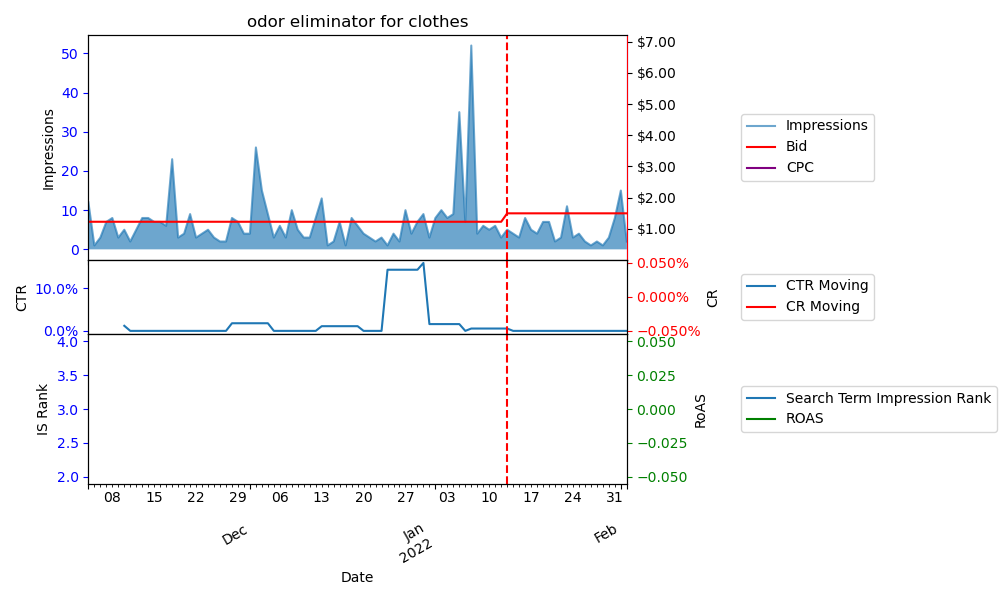 odor eliminator for clothes
Impressions
50
40
30
20
10
0
$7.00
$6.00
$5.00
$4.00
$3.00
$2.00
$1.00
Impressions
Bid
CPC
CTR
10.0%
0.0%
0.050%
0.000%
−0.050%
CR
CTR Moving
CR Moving
IS Rank
4.0
3.5
3.0
2.5
2.0
0.050
0.025
0.000
−0.025
−0.050
RoAS
Search Term Impression Rank
ROAS
08 15 22 29 06 13 20 27 03 10 17 24 31
Dec Jan Feb
2022
Date